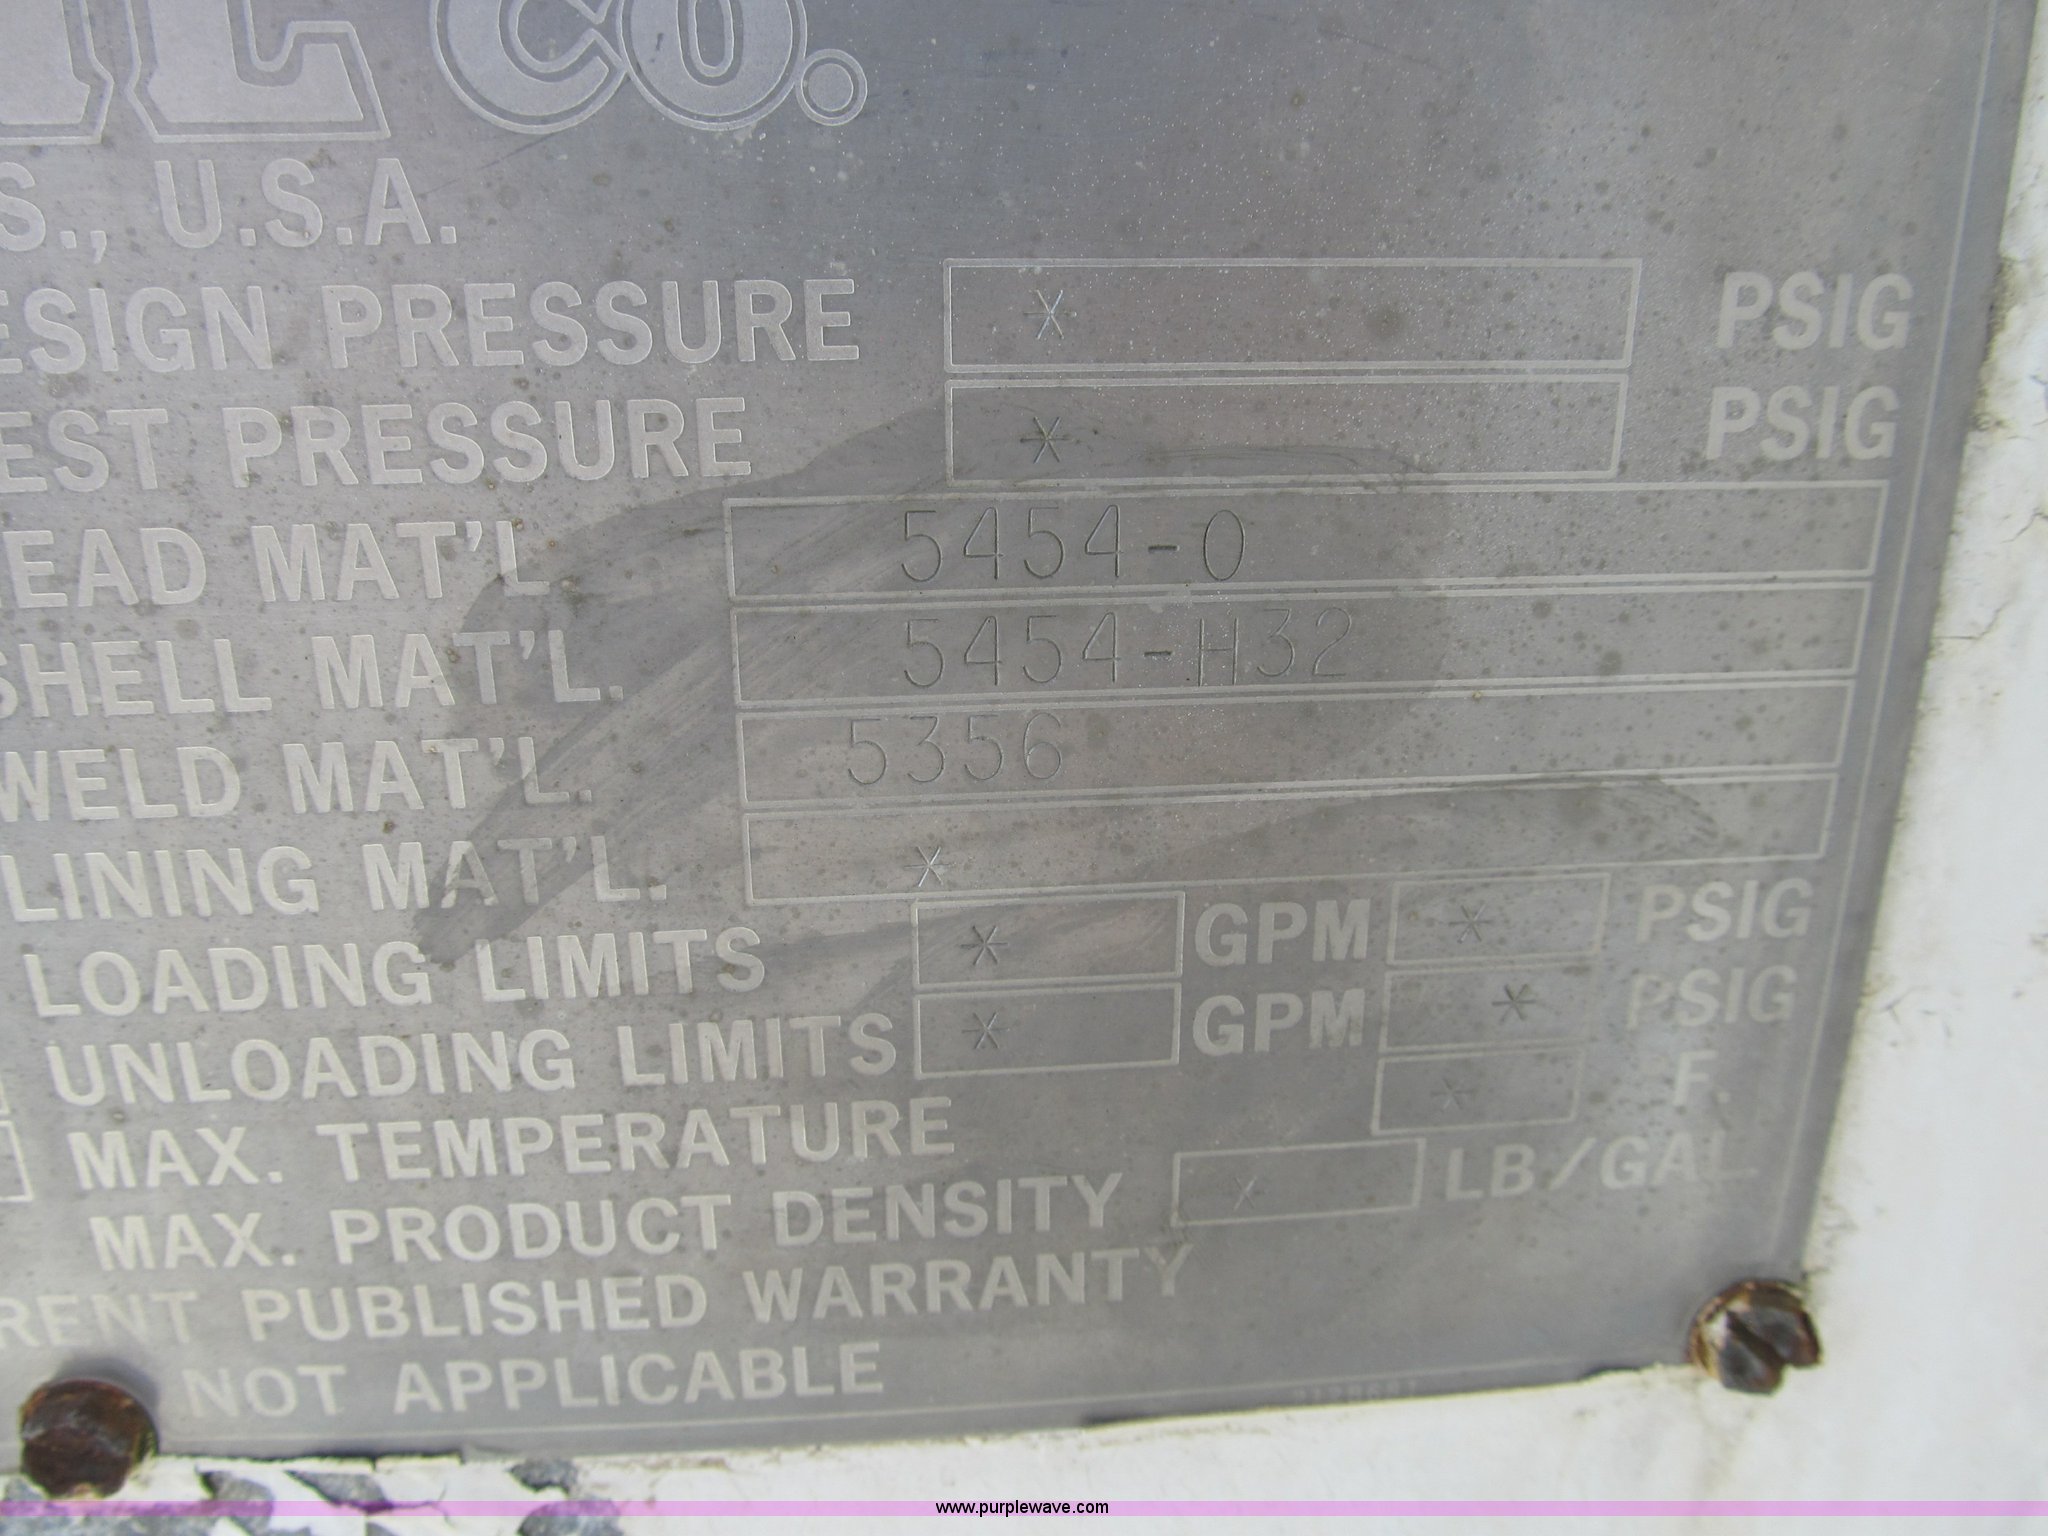 IL CO.
S., U.S.A.
ESIGN PRESSURE * PSIG
EST PRESSURE * PSIG
EAD MAT'L 5454-0
SHELL MAT'L. 5454-H32
WELD MAT'L. 5356
LINING MAT'L. *
LOADING LIMITS * GPM * PSIG
UNLOADING LIMITS * GPM * PSIG
MAX. TEMPERATURE * F.
MAX. PRODUCT DENSITY * LB/GAL.
RENT PUBLISHED WARRANTY
NOT APPLICABLE
www.purplewave.com